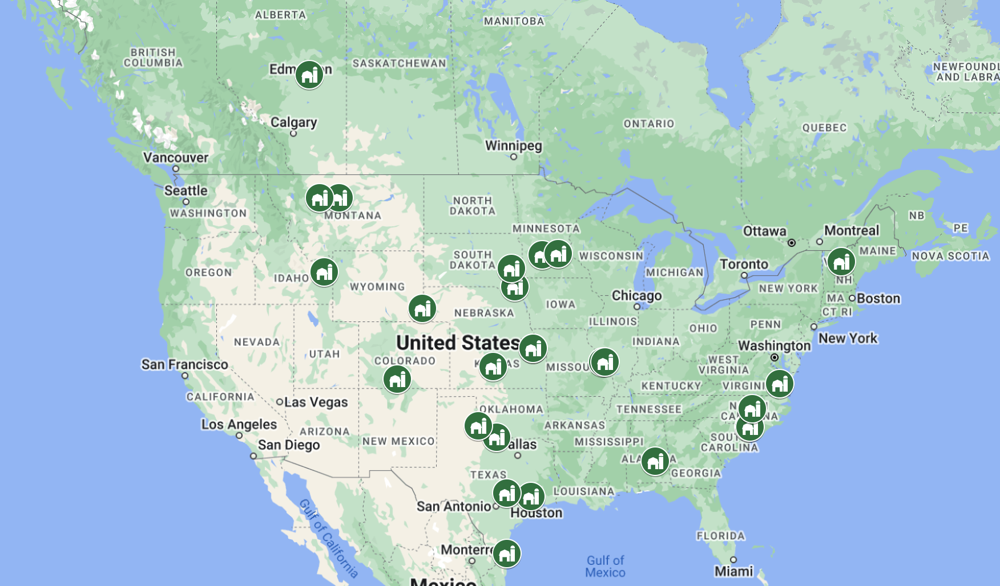 ALBERTA
MANITOBA
BRITISH
COLUMBIA
SASKATCHEWAN
NEWFOUNDL
AND LABRA
Calgary
ONTARIO
QUEBEC
Winnipeg
Vancouver
Seattle
WASHINGTON
MONTANA
NORTH
DAKOTA
MINNESOTA
NB
PE
Ottawa
Montreal
MAINE
NOVA SCOTIA
SOUTH
DAKOTA
WISCONSIN
MICHIGAN
Toronto
OREGON
IDAHO
WYOMING
NH
NEW YORK
Chicago
MA
Boston
IOWA
NEBRASKA
CT RI
ILLINOIS
OHIO
PENN
NEVADA
United States
INDIANA
Washington
New York
UTAH
COLORADO
San Francisco
MISSOU
WEST
VIRGINIA
KENTUCKY
VIRGINI
CALIFORNIA
Las Vegas
OKLAHOMA
TENNESSEE
Los Angeles
ARIZONA
NEW MEXICO
ARKANSAS
MISSISSIPPI
San Diego
allas
CAROLINA
GEORGIA
TEXAS
LOUISIANA
San Antonio
Houston
Gulf of California
FLORIDA
Monterre
Gulf of
Mexico
Miami
Mexico